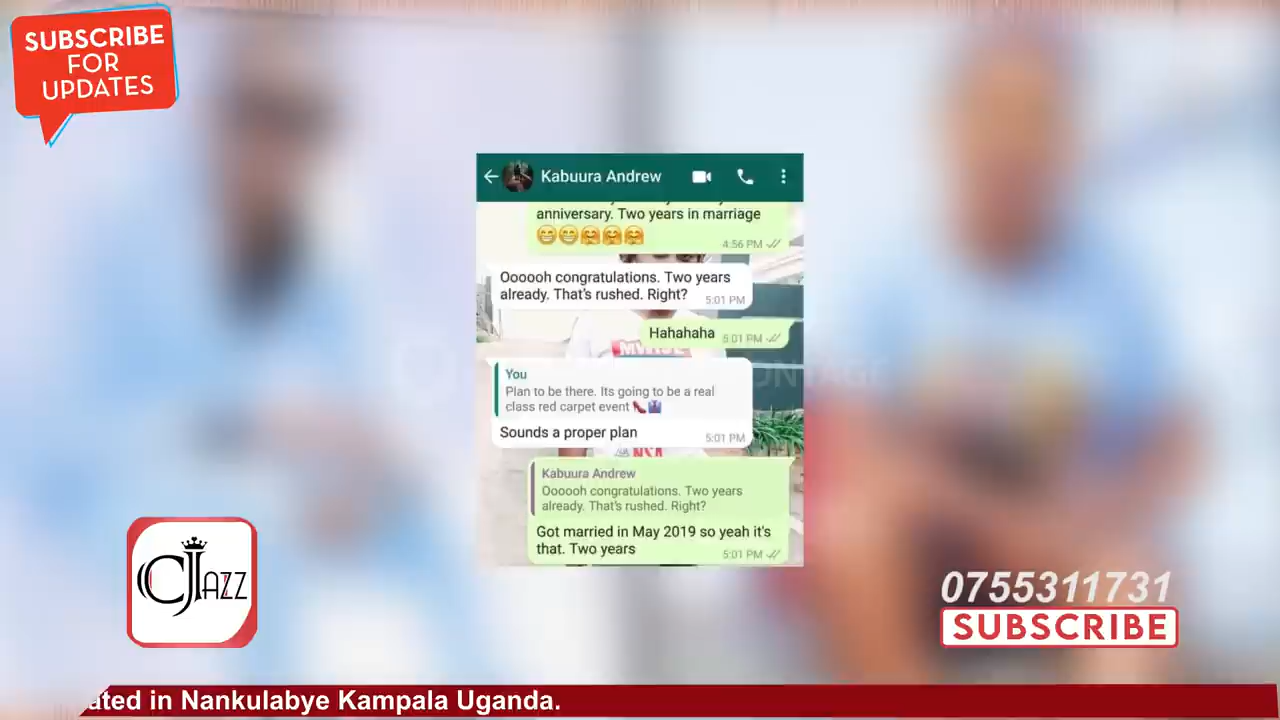 SUBSCRIBE
FOR
UPDATES
Kabuura Andrew
anniversary. Two years in marriage
😁😁🤗🤗🤗
4:56 PM
Oooooh congratulations. Two years
already. That's rushed. Right?
5:01 PM
Hahahaha
5:01 PM
You
Plan to be there. Its going to be a real
class red carpet event 👠👔
Sounds a proper plan
5:01 PM
Kabuura Andrew
Oooooh congratulations. Two years
already. That's rushed. Right?
Got married in May 2019 so yeah it's
that. Two years
5:01 PM
CJazz
0755311731
SUBSCRIBE
ated in Nankulabye Kampala Uganda.